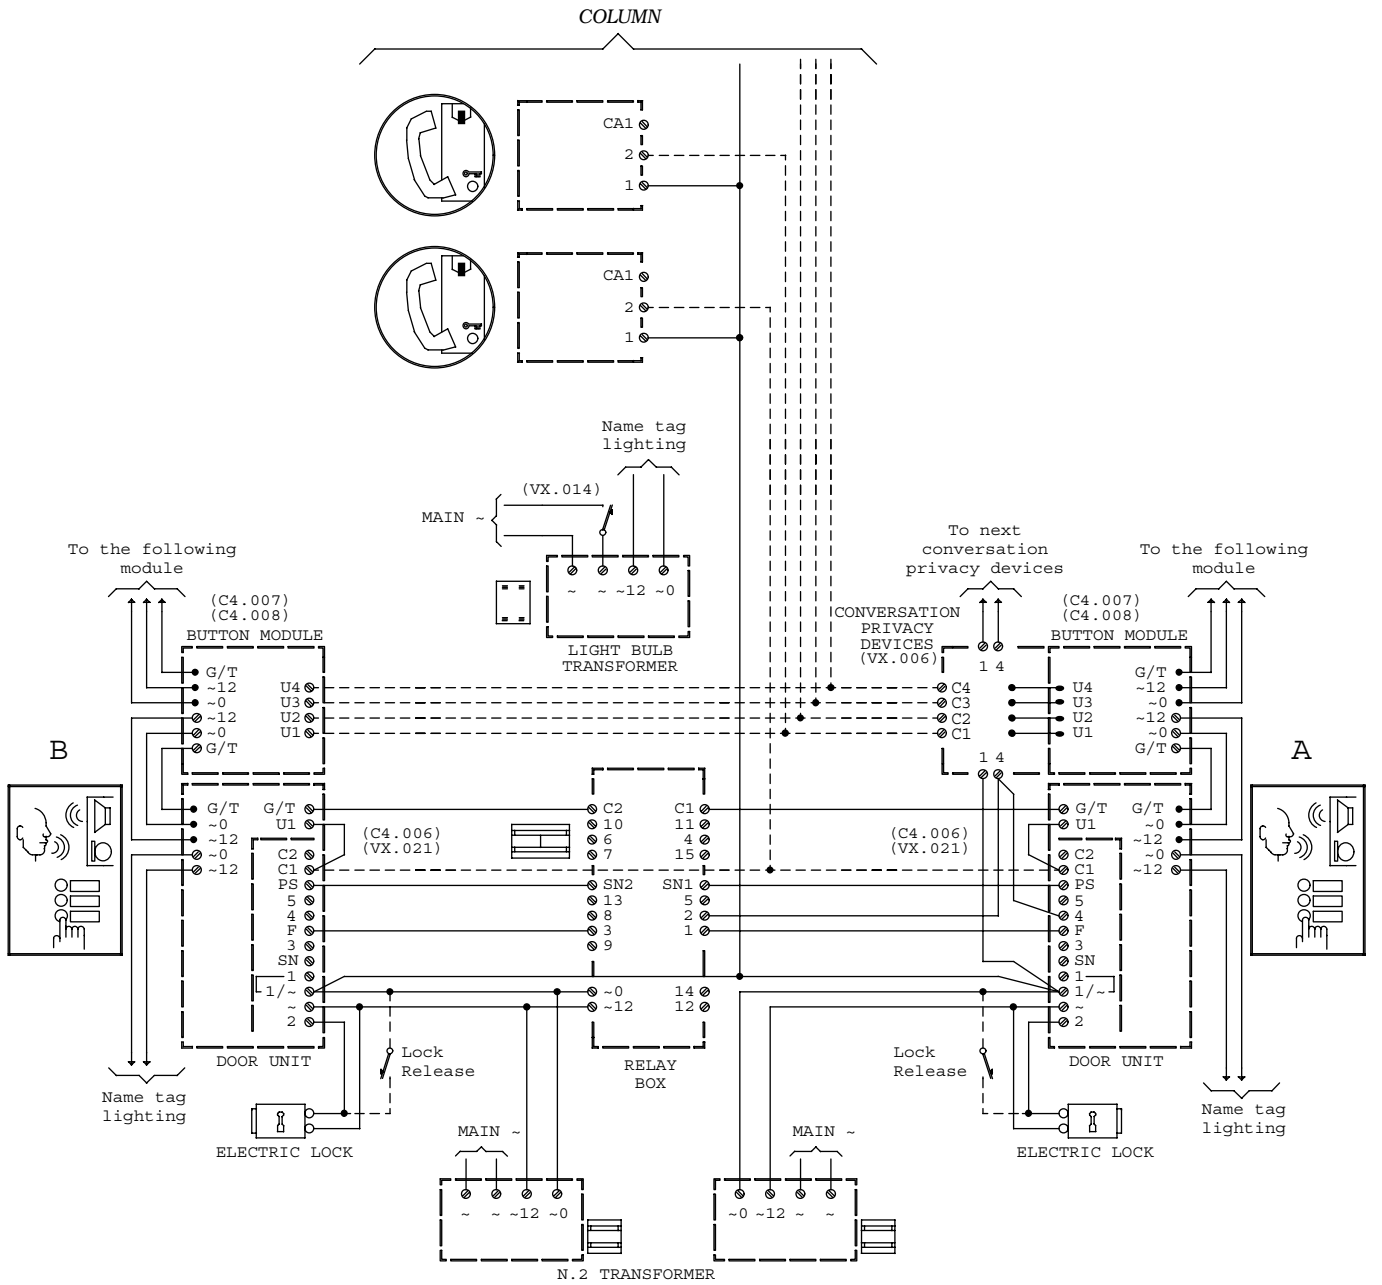 COLUMN
CA1
2
1
CA1
2
1
Name tag
lighting
(VX.014)
MAIN ~
~ ~ ~12 ~0
LIGHT BULB
TRANSFORMER
To the following
module
(C4.007)
(C4.008)
BUTTON MODULE
G/T
~12
~0
~12
~0
G/T
U4
U3
U2
U1
B
To next
conversation
privacy devices
CONVERSATION
PRIVACY
DEVICES
(VX.006)
1 4
C4
C3
C2
C1
1 4
To the following
module
(C4.007)
(C4.008)
BUTTON MODULE
U4
U3
U2
U1
G/T
~12
~0
~12
~0
G/T
A
G/T
~0
~12
~0
~12
G/T
U1
C2
C1
PS
5
4
F
3
SN
1
1/~
~
2
DOOR UNIT
(C4.006)
(VX.021)
C2
10
6
7
SN2
13
8
3
9
~0
~12
C1
11
4
15
SN1
5
2
1
14
12
RELAY
BOX
(C4.006)
(VX.021)
G/T
U1
C2
C1
PS
5
4
F
3
SN
1
1/~
~
2
G/T
~0
~12
~0
~12
DOOR UNIT
Name tag
lighting
Lock
Release
ELECTRIC LOCK
Lock
Release
ELECTRIC LOCK
Name tag
lighting
MAIN ~
~ ~ ~12 ~0
MAIN ~
~0 ~12 ~ ~
N.2 TRANSFORMER